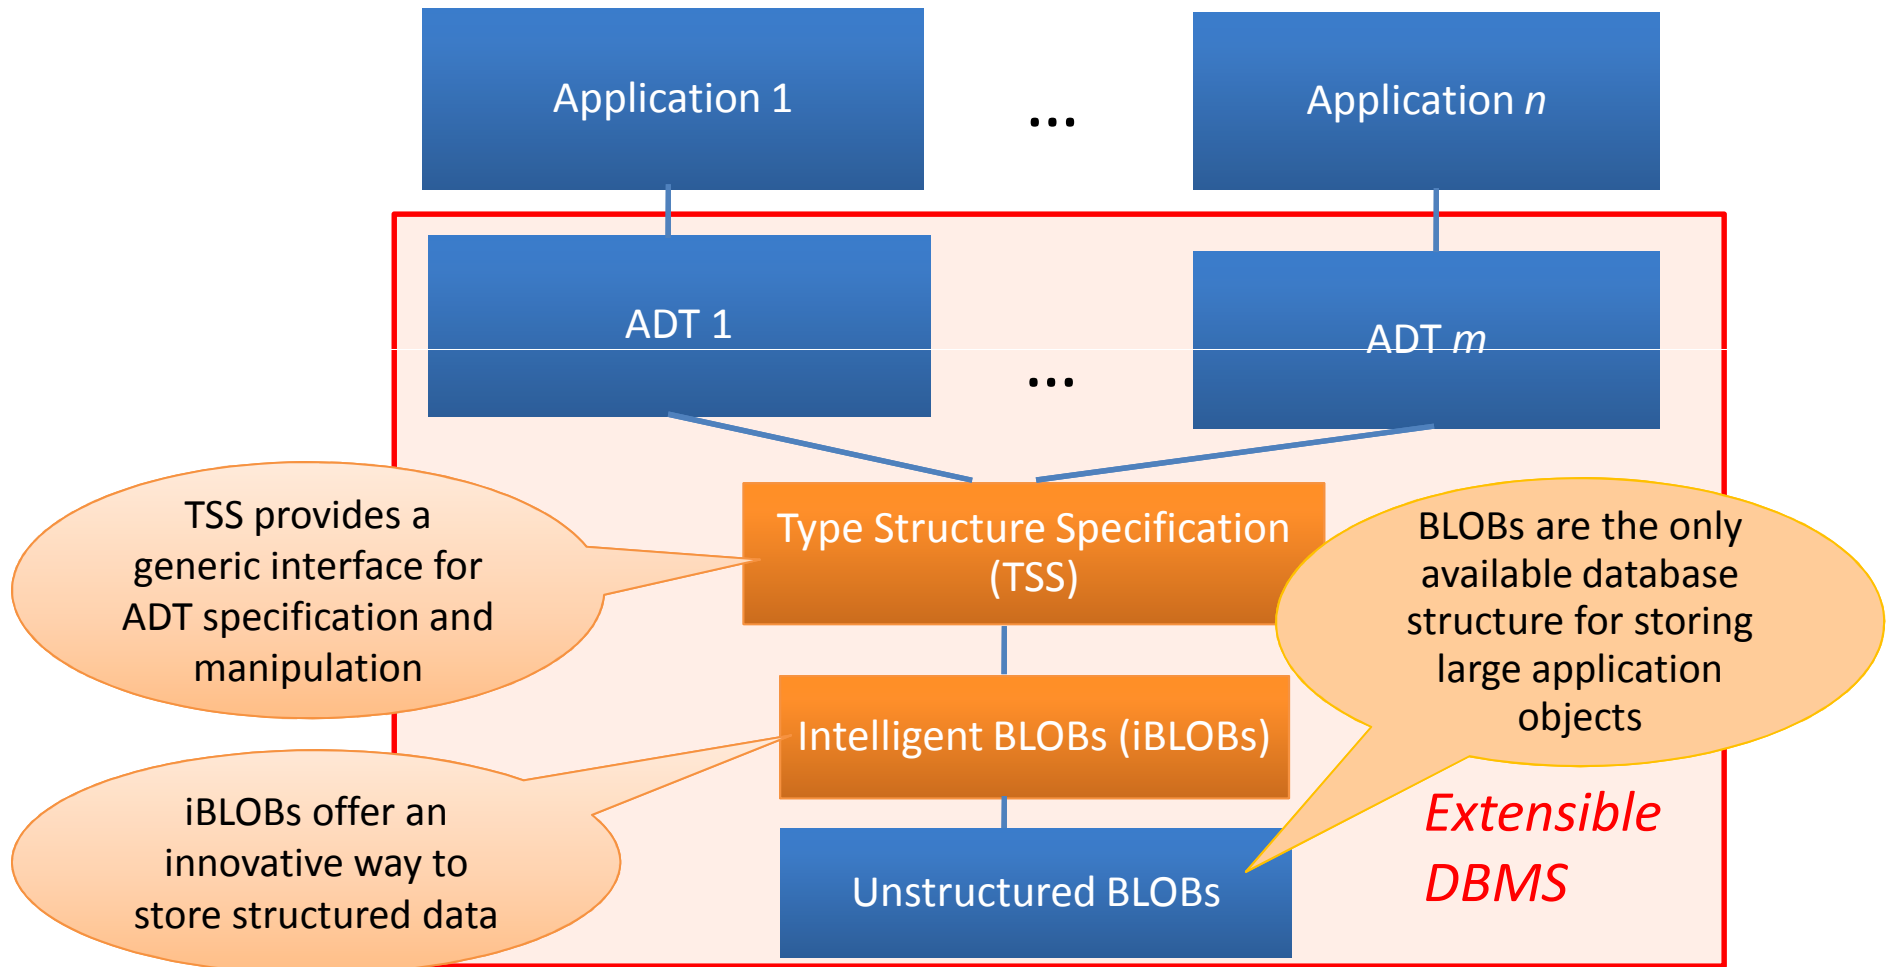 Application 1
...
Application n
ADT 1
...
ADT m
TSS provides a
generic interface for
ADT specification and
manipulation
Type Structure Specification
(TSS)
BLOBs are the only
available database
structure for storing
large application
objects
Intelligent BLOBs (iBLOBs)
iBLOBs offer an
innovative way to
store structured data
Unstructured BLOBs
Extensible
DBMS